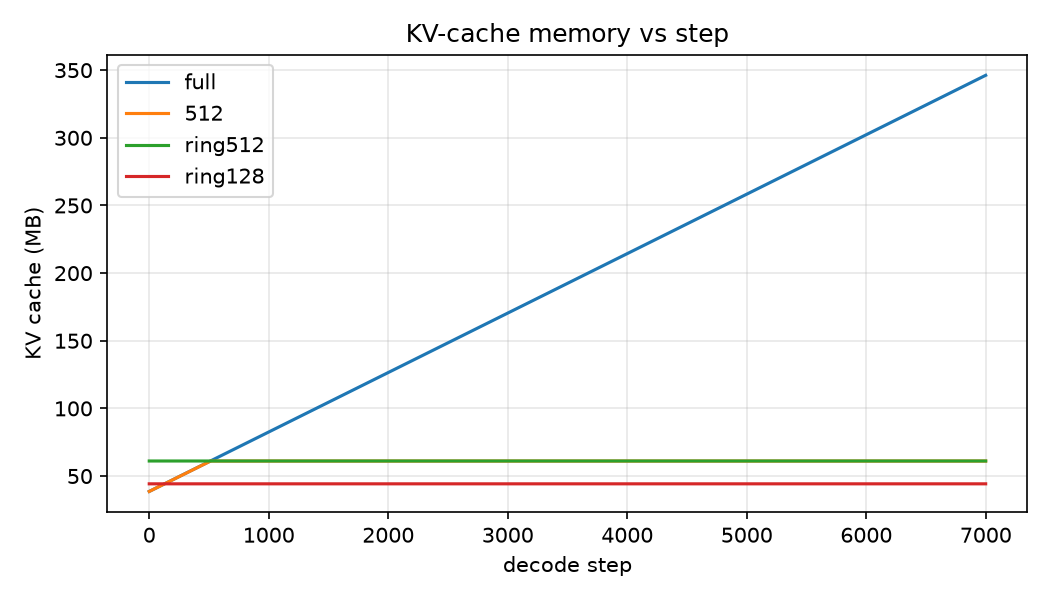 KV-cache memory vs step
full
512
ring512
ring128
KV cache (MB)
350
300
250
200
150
100
50
0 1000 2000 3000 4000 5000 6000 7000
decode step